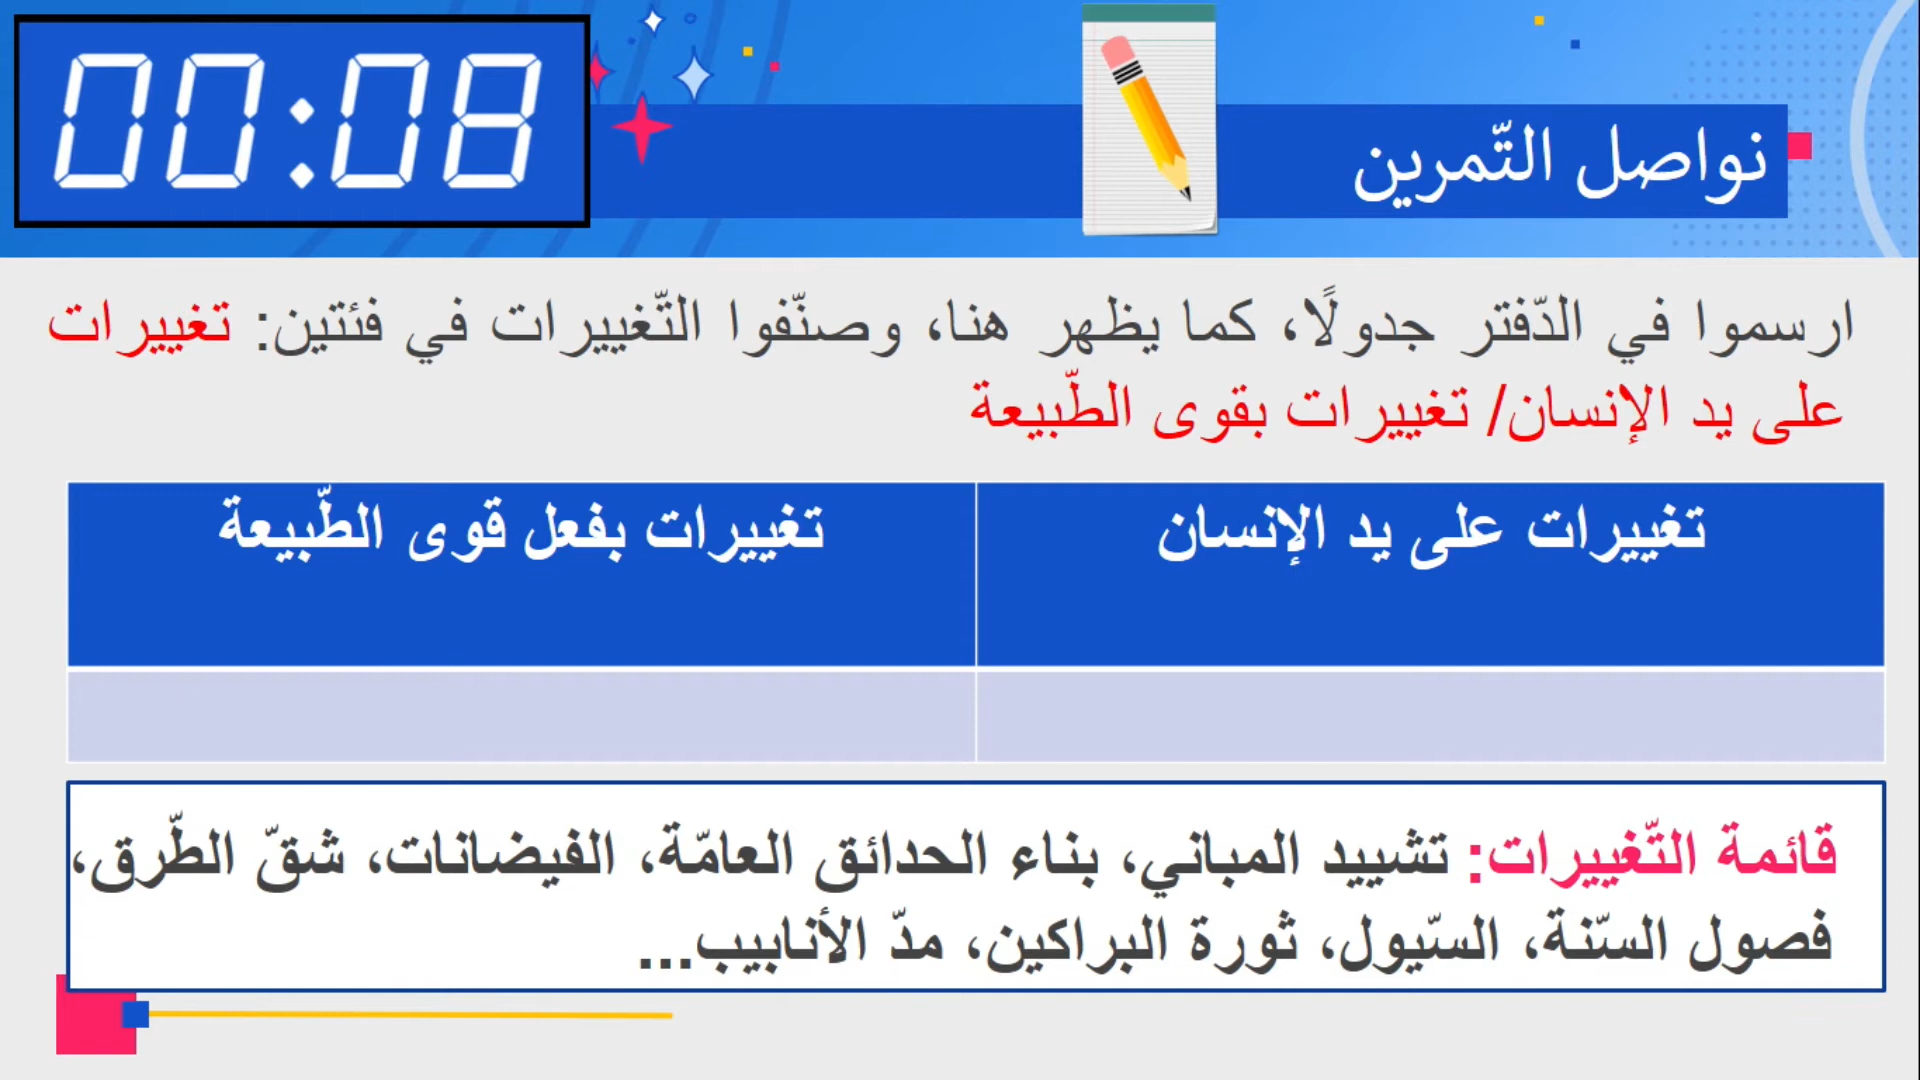 00:08
نواصل التّمرين
ارسموا في الدّفتر جدولًا، كما يظهر هنا، وصنّفوا التّغييرات في فئتين: تغييرات
على يد الإنسان/ تغييرات بقوى الطّبيعة
تغييرات على يد الإنسان
تغييرات بفعل قوى الطّبيعة
قائمة التّغييرات: تشييد المباني، بناء الحدائق العامّة، الفيضانات، شقّ الطّرق،
فصول السّنة، السّيول، ثورة البراكين، مدّ الأنابيب...